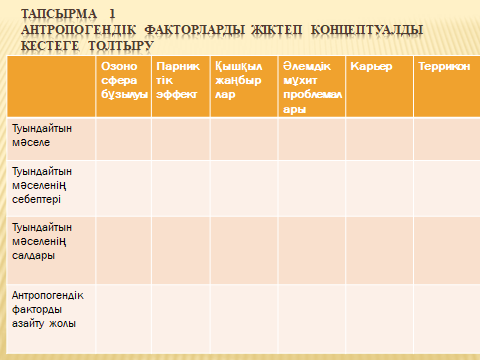 ТАПСЫРМА 1
АНТРОПОГЕНДІК ФАКТОРЛАРДЫ ЖІКТЕП КОНЦЕПТУАЛДЫ
КЕСТЕГЕ ТОЛТЫРУ
Озоно
сфера
бұзылуы
Парник
тік
эффект
Қышқыл
жаңбыр
лар
Әлемдік
мұхит
проблемал
ары
Карьер
Террикон
Туындайтын
мәселе
Туындайтын
мәселенің
себептері
Туындайтын
мәселенің
салдары
Антропогендік
факторды
азайту жолы